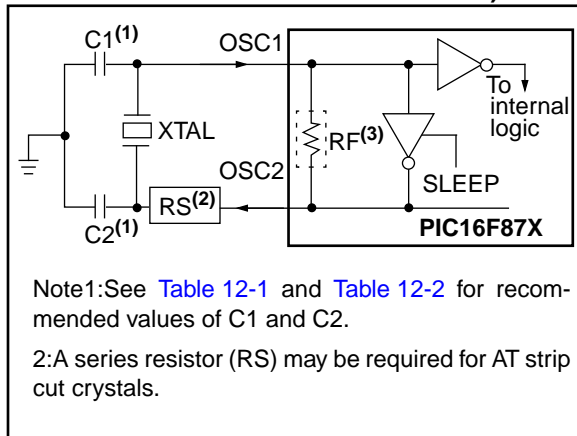 C1(1)
OSC1
To
internal
logic
XTAL
RF(3)
OSC2
SLEEP
RS(2)
C2(1)
PIC16F87X
Note1:See Table 12-1 and Table 12-2 for recom-
mended values of C1 and C2.
2:A series resistor (RS) may be required for AT strip
cut crystals.